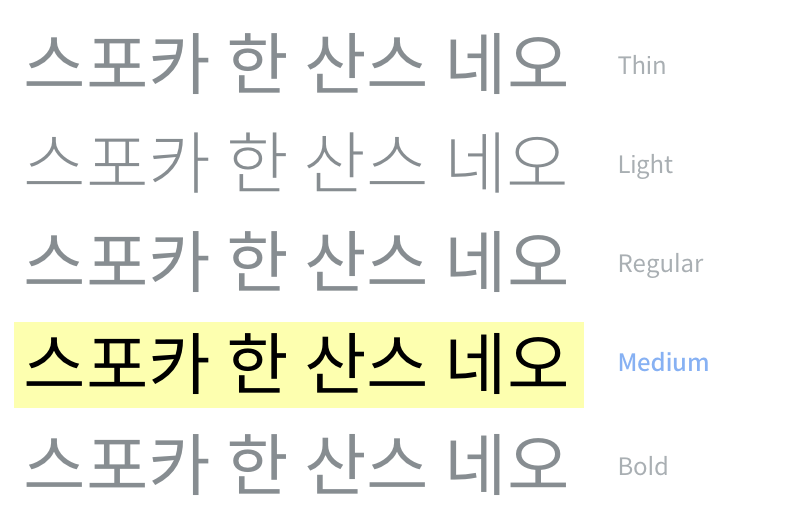 스포카 한 산스 네오 Thin
스포카 한 산스 네오 Light
스포카 한 산스 네오 Regular
스포카 한 산스 네오 Medium
스포카 한 산스 네오 Bold